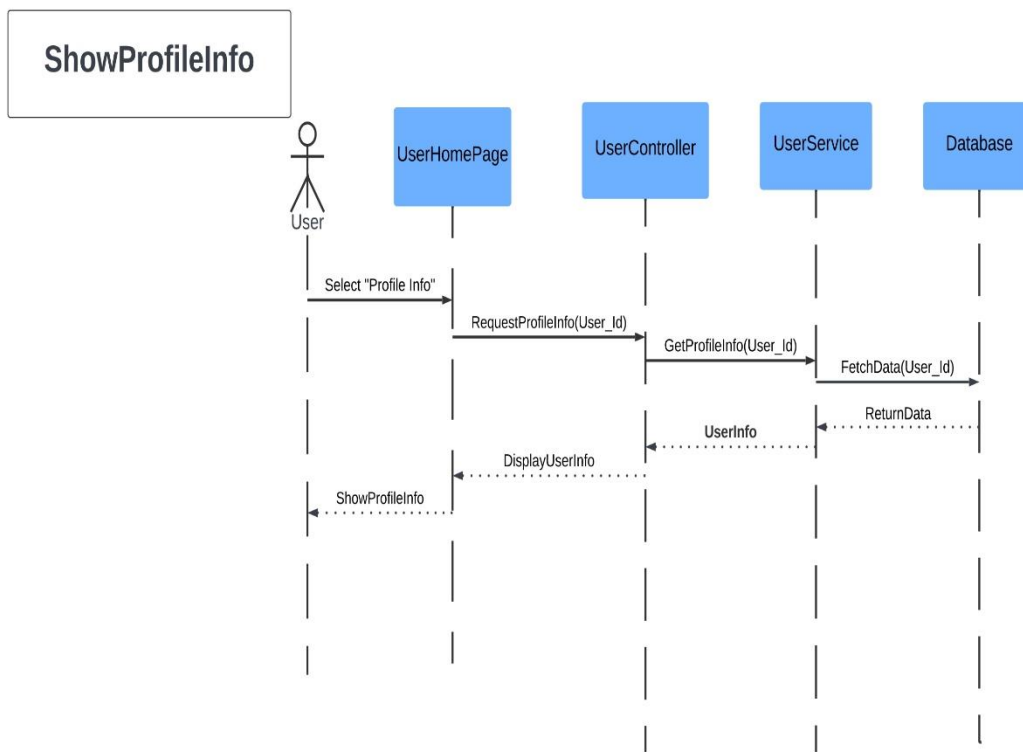 ShowProfileInfo
User
UserHomePage
UserController
UserService
Database
Select "Profile Info"
RequestProfileInfo(User_Id)
GetProfileInfo(User_Id)
FetchData(User_Id)
ReturnData
UserInfo
DisplayUserInfo
ShowProfileInfo